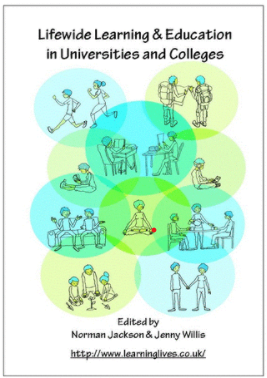 Lifewide Learning & Education
in Universities and Colleges
Edited by
Norman Jackson & Jenny Willis
http://www.learninglives.co.uk/